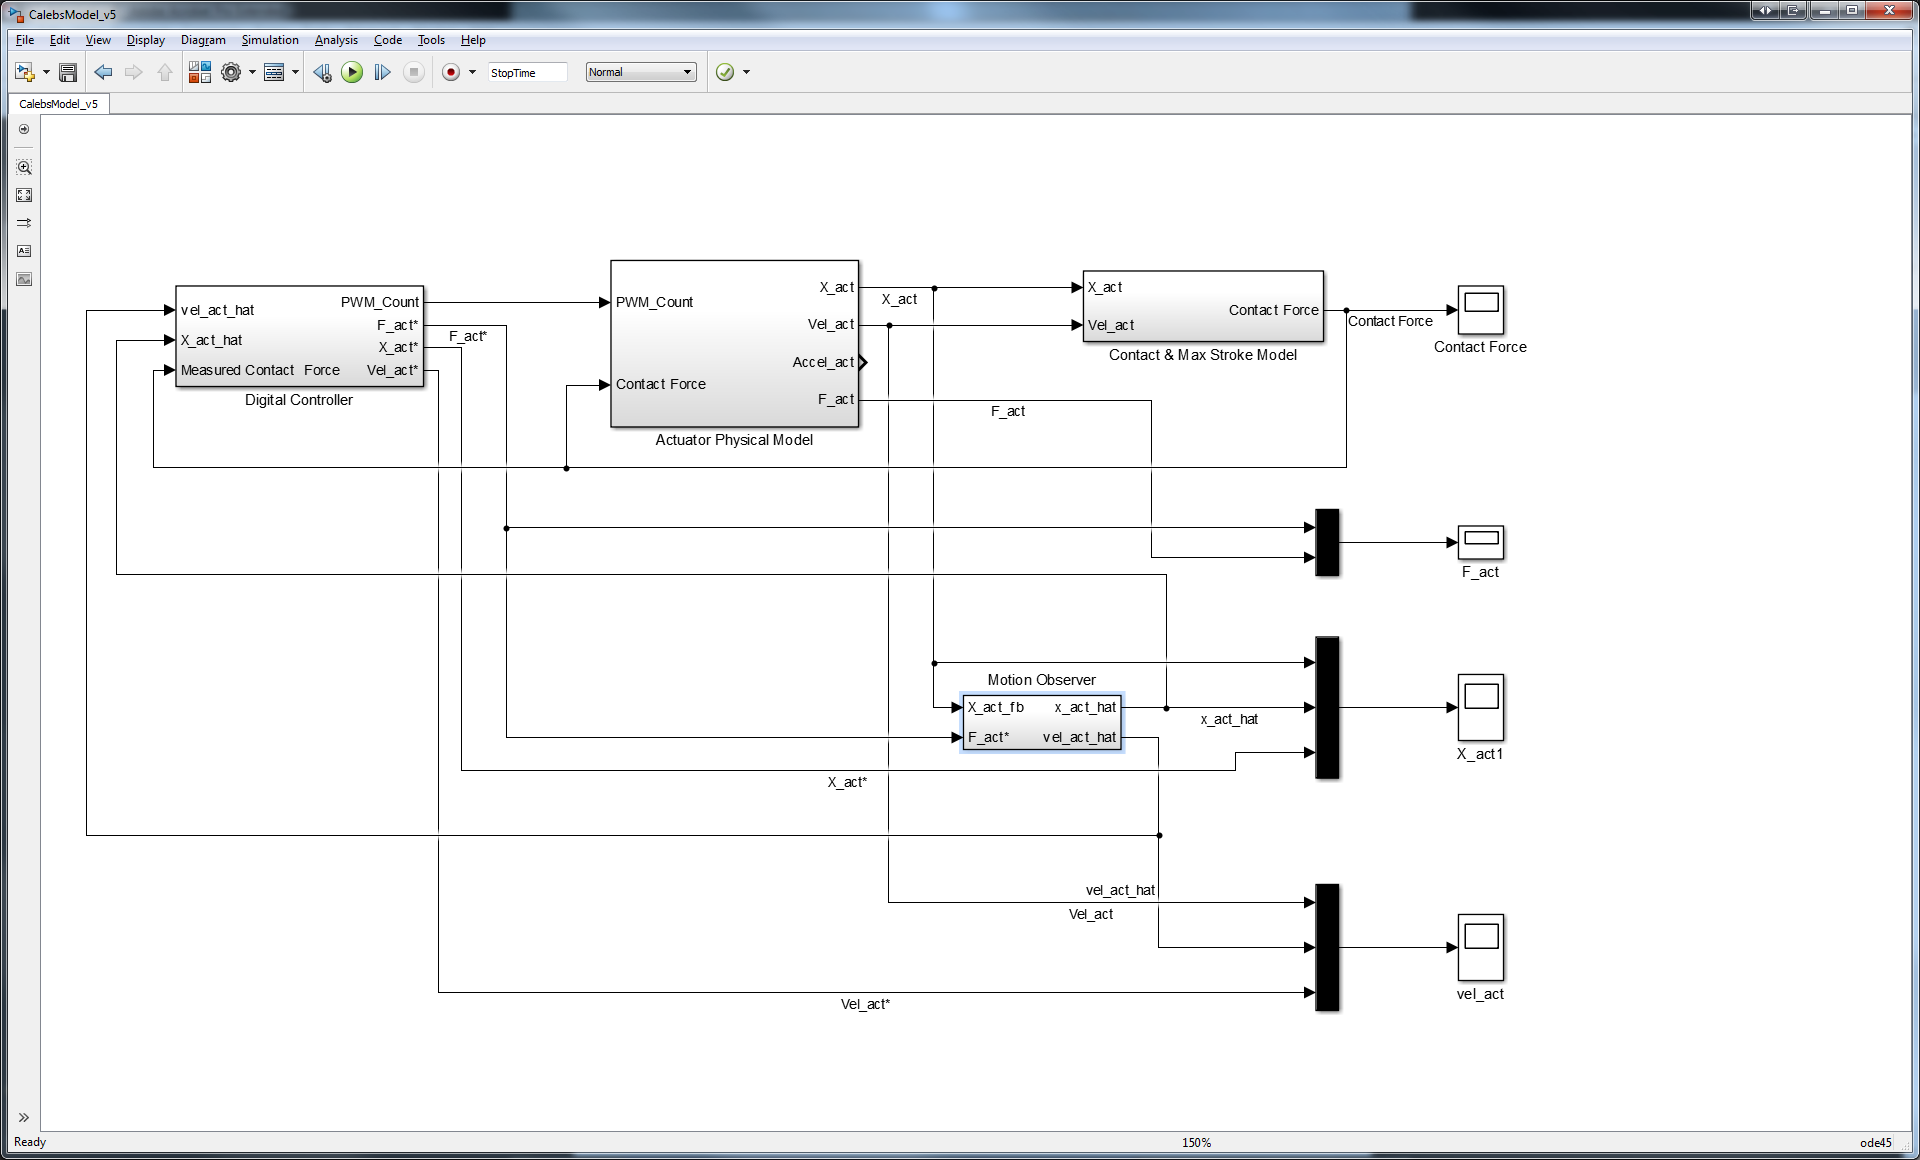 CalebsModel_v5
File Edit View Display Diagram Simulation Analysis Code Tools Help
StopTime Normal
CalebsModel_v5
vel_act_hat
X_act_hat
Measured Contact Force
PWM_Count
F_act*
X_act*
Vel_act*
Digital Controller
F_act*
PWM_Count
Contact Force
X_act
Vel_act
Accel_act
F_act
Actuator Physical Model
X_act
F_act
X_act
Vel_act
Contact Force
Contact & Max Stroke Model
Contact Force
Contact Force
F_act
Motion Observer
X_act_fb
F_act*
x_act_hat
vel_act_hat
x_act_hat
X_act*
X_act1
vel_act_hat
Vel_act
Vel_act*
vel_act
Ready 150% ode45